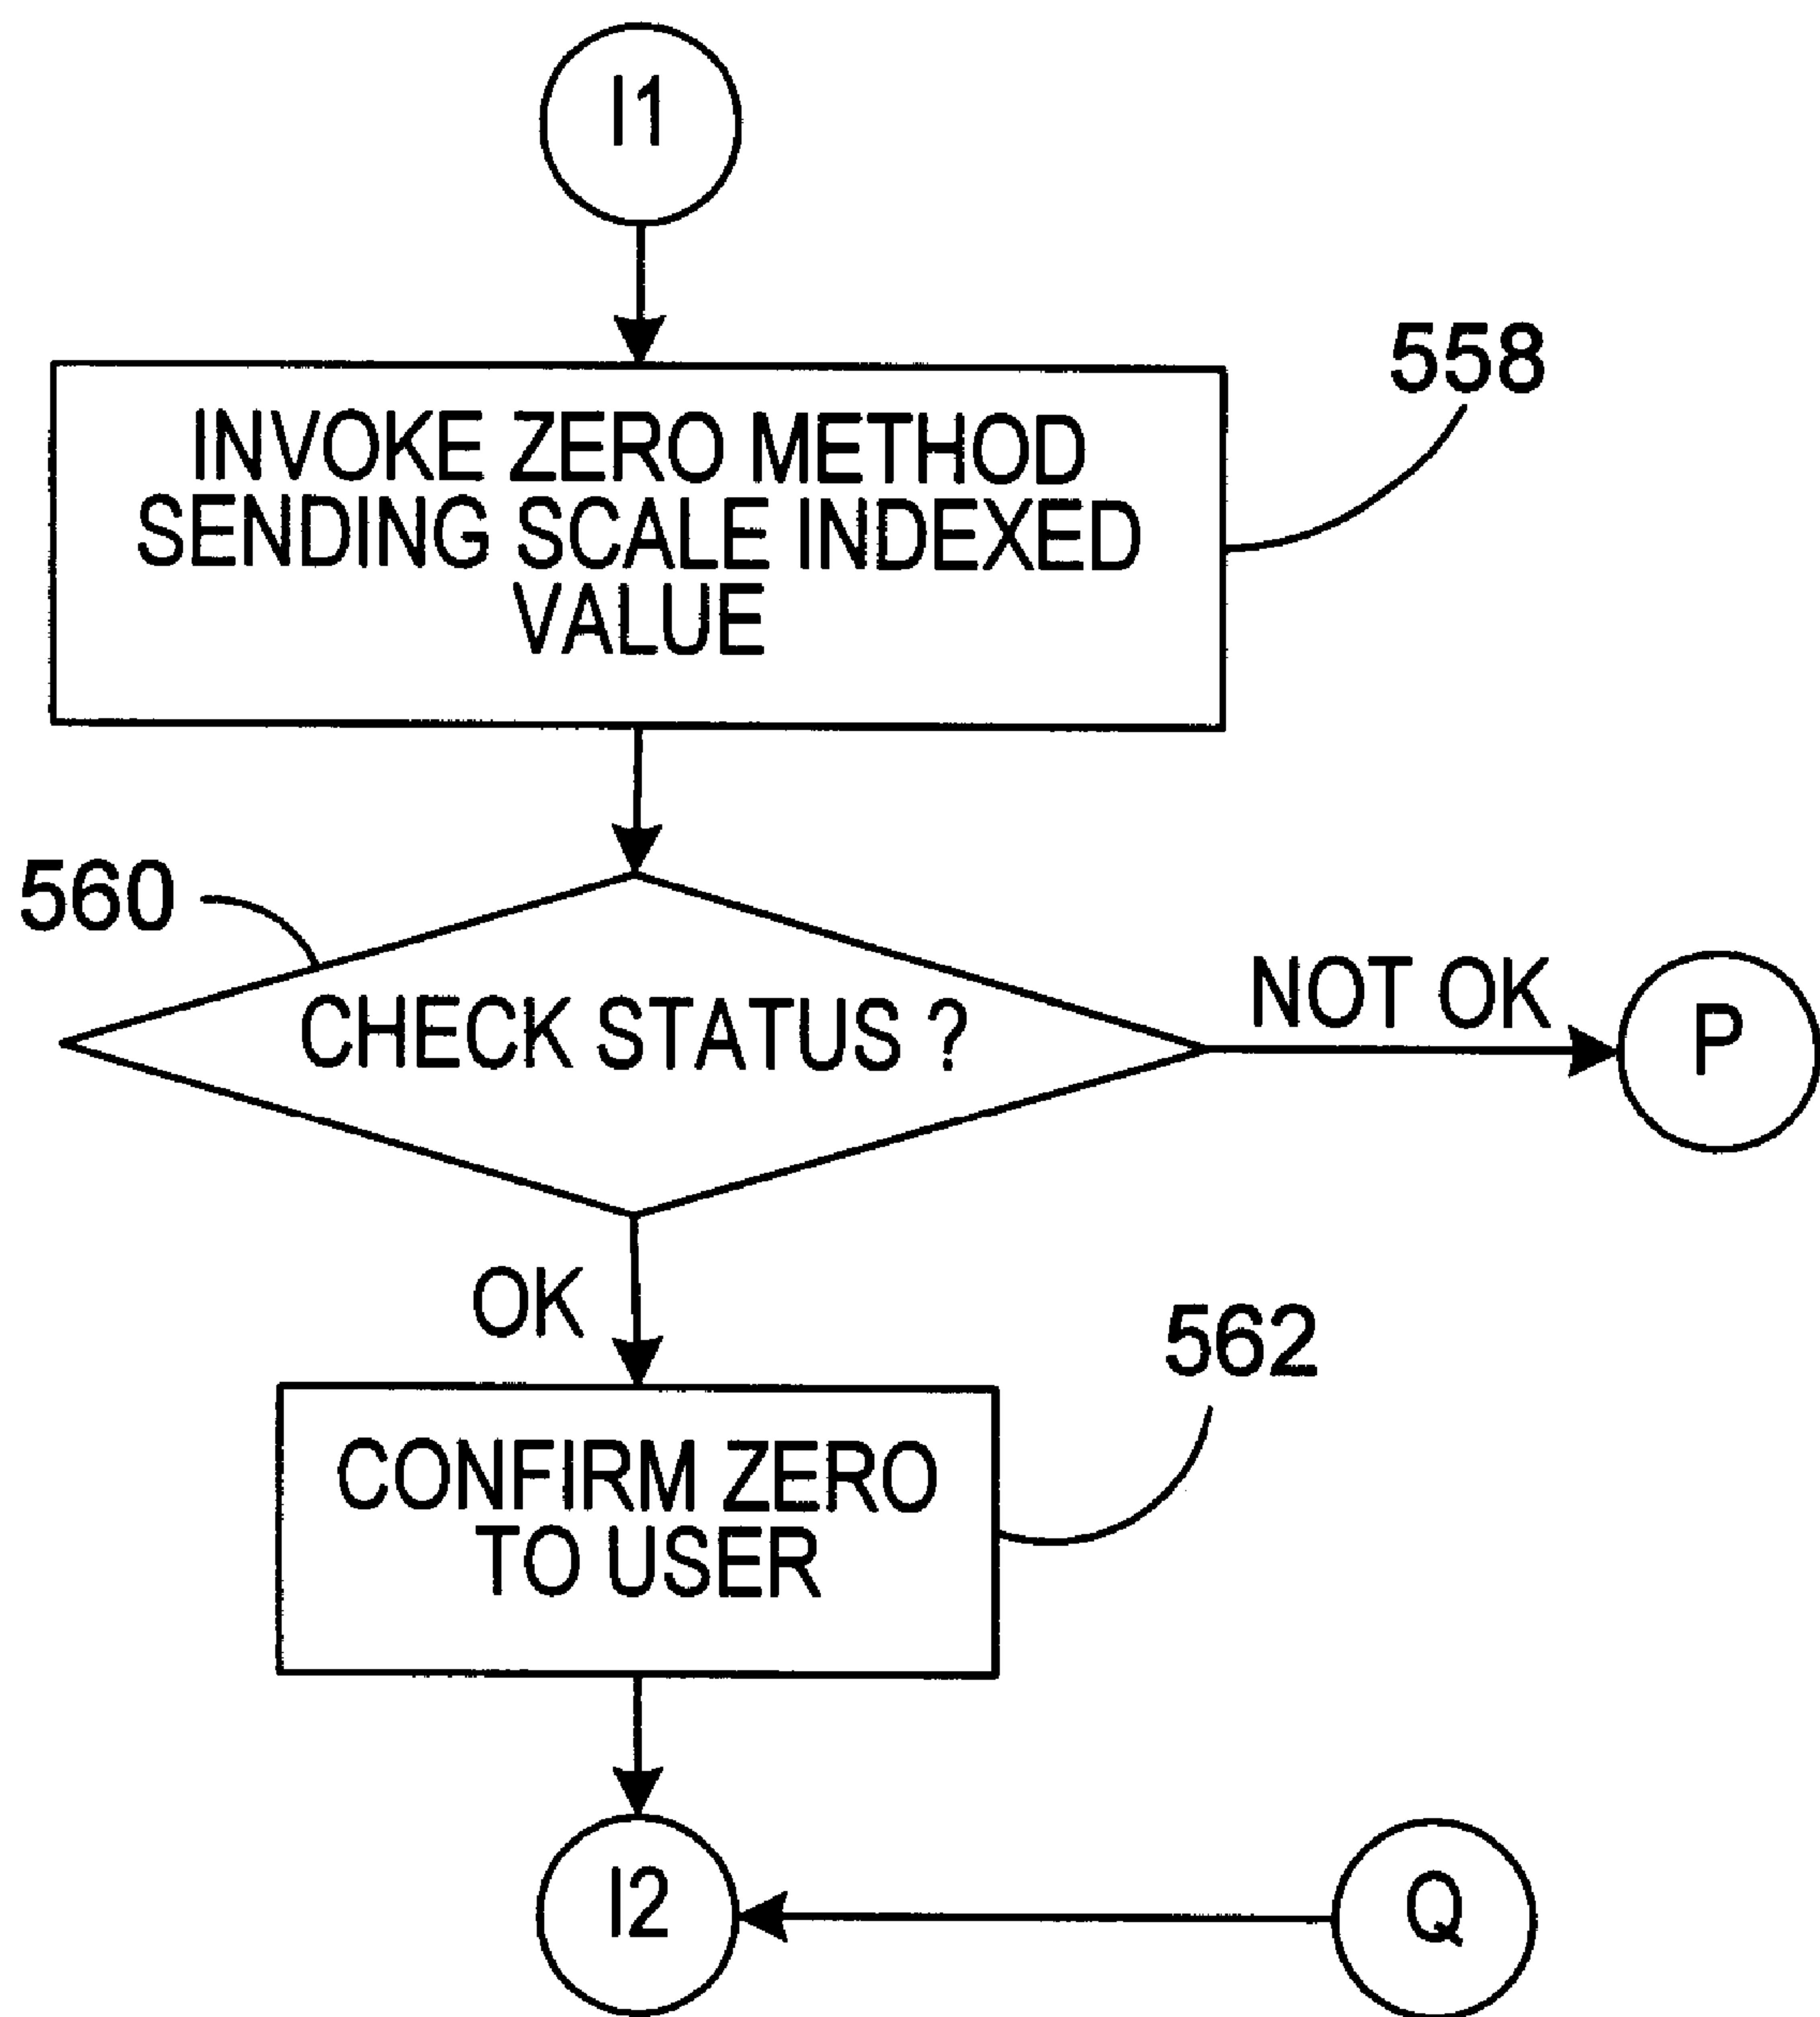 I1
558
INVOKE ZERO METHOD
SENDING SCALE INDEXED
VALUE
560
CHECK STATUS ?
NOT OK
P
OK
562
CONFIRM ZERO
TO USER
I2
Q